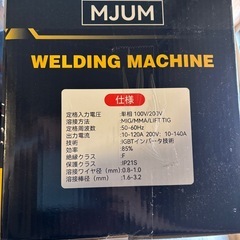 MJUM
WELDING MACHINE
仕様
定格入力電圧 : 単相 100V/200V
溶接方法 : MIG/MMA/LIFT TIG
定格周波数 : 50-60Hz
出力電流 : 10-120A 200V: 10-140A
技術 : IGBTインバータ技術
効率 : 85%
絶縁クラス : F
保護クラス : IP21S
溶接ワイヤ径(mm) : 0.8-1.0
溶接棒径(mm) : 1.6-3.2